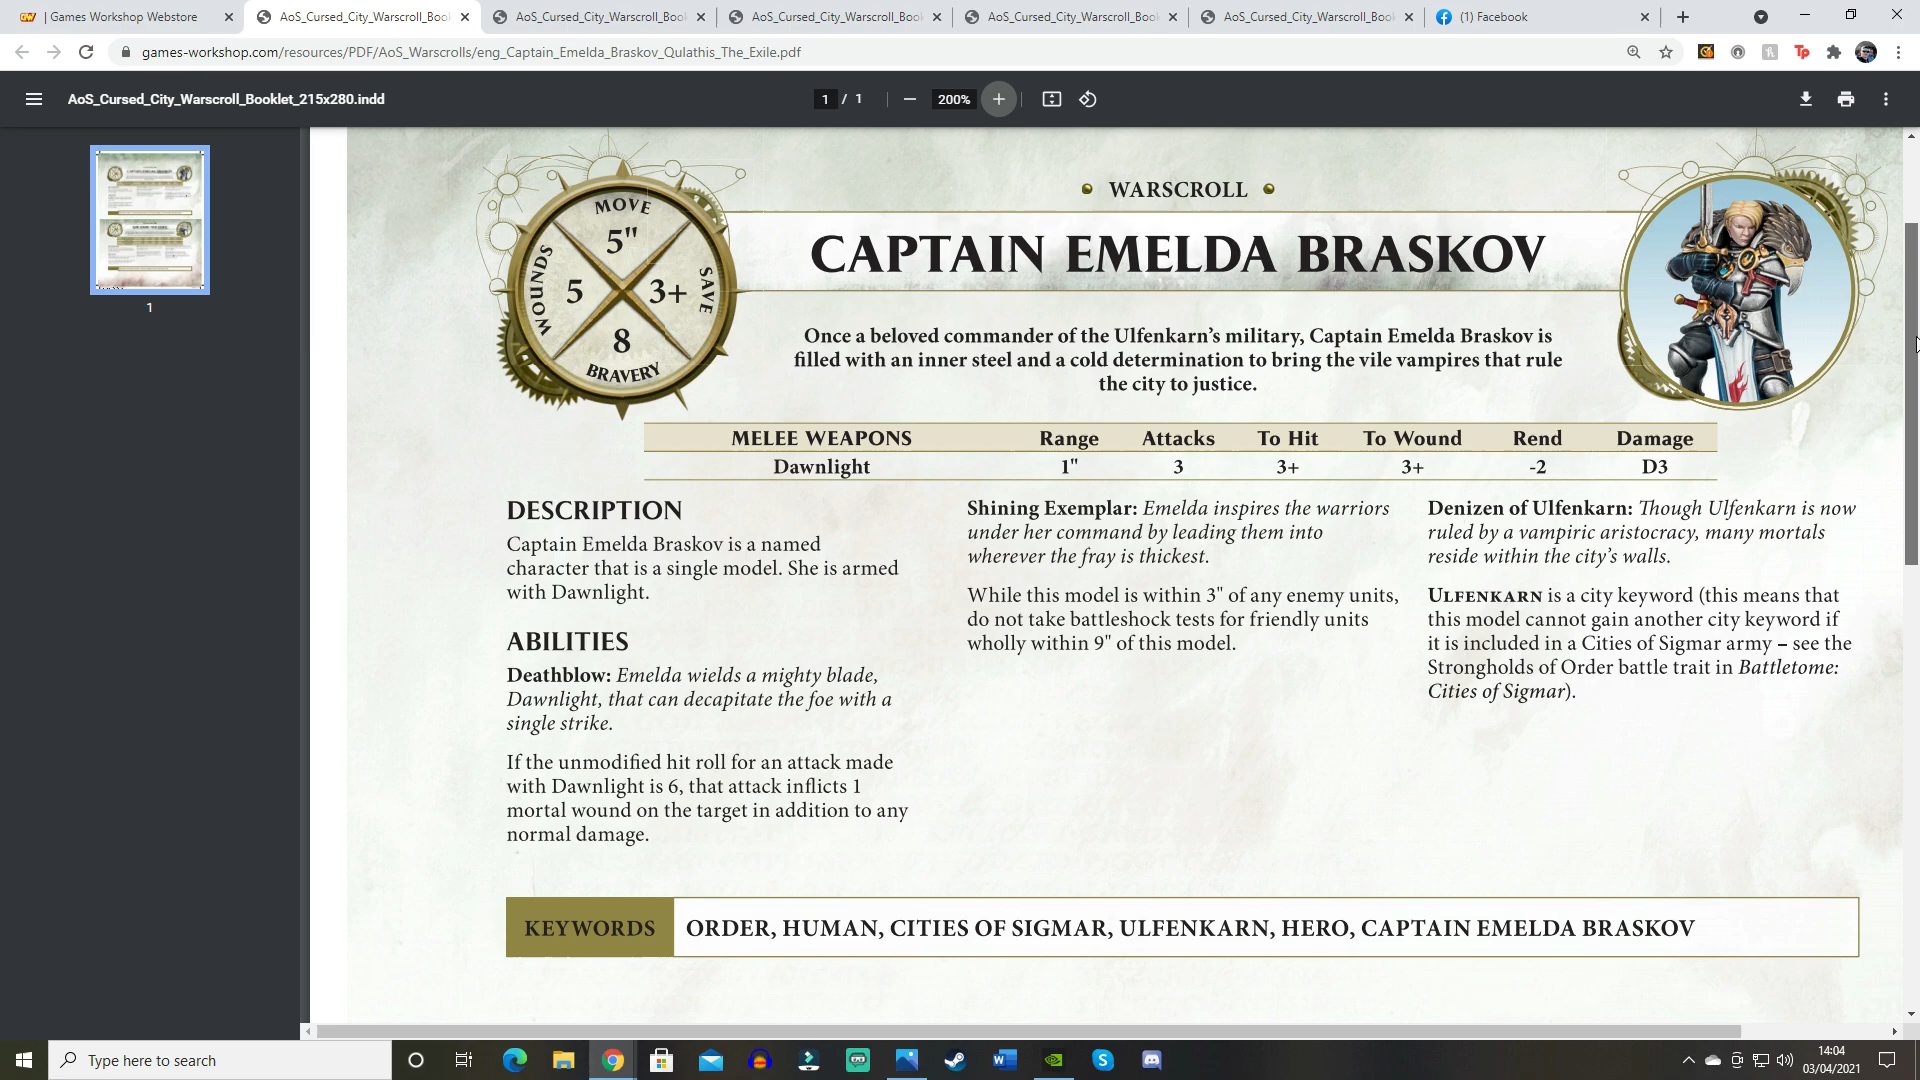 | Games Workshop Webstore
AoS_Cursed_City_Warscroll_Boo
AoS_Cursed_City_Warscroll_Boo
AoS_Cursed_City_Warscroll_Boo
AoS_Cursed_City_Warscroll_Boo
AoS_Cursed_City_Warscroll_Boo
(1) Facebook
games-workshop.com/resources/PDF/AoS_Warscrolls/eng_Captain_Emelda_Braskov_Qulathis_The_Exile.pdf
AoS_Cursed_City_Warscroll_Booklet_215x280.indd
1 / 1
200%
1
WARSCROLL
CAPTAIN EMELDA BRASKOV
MOVE
5"
WOUNDS
5
3+
SAVE
8
BRAVERY
Once a beloved commander of the Ulfenkarn's military, Captain Emelda Braskov is
filled with an inner steel and a cold determination to bring the vile vampires that rule
the city to justice.
MELEE WEAPONS Range Attacks To Hit To Wound Rend Damage
Dawnlight 1" 3 3+ 3+ -2 D3
DESCRIPTION
Captain Emelda Braskov is a named
character that is a single model. She is armed
with Dawnlight.
ABILITIES
Deathblow: Emelda wields a mighty blade,
Dawnlight, that can decapitate the foe with a
single strike.
If the unmodified hit roll for an attack made
with Dawnlight is 6, that attack inflicts 1
mortal wound on the target in addition to any
normal damage.
Shining Exemplar: Emelda inspires the warriors
under her command by leading them into
wherever the fray is thickest.
While this model is within 3" of any enemy units,
do not take battleshock tests for friendly units
wholly within 9" of this model.
Denizen of Ulfenkarn: Though Ulfenkarn is now
ruled by a vampiric aristocracy, many mortals
reside within the city's walls.
ULFENKARN is a city keyword (this means that
this model cannot gain another city keyword if
it is included in a Cities of Sigmar army – see the
Strongholds of Order battle trait in Battletome:
Cities of Sigmar).
KEYWORDS ORDER, HUMAN, CITIES OF SIGMAR, ULFENKARN, HERO, CAPTAIN EMELDA BRASKOV
Type here to search
14:04
03/04/2021